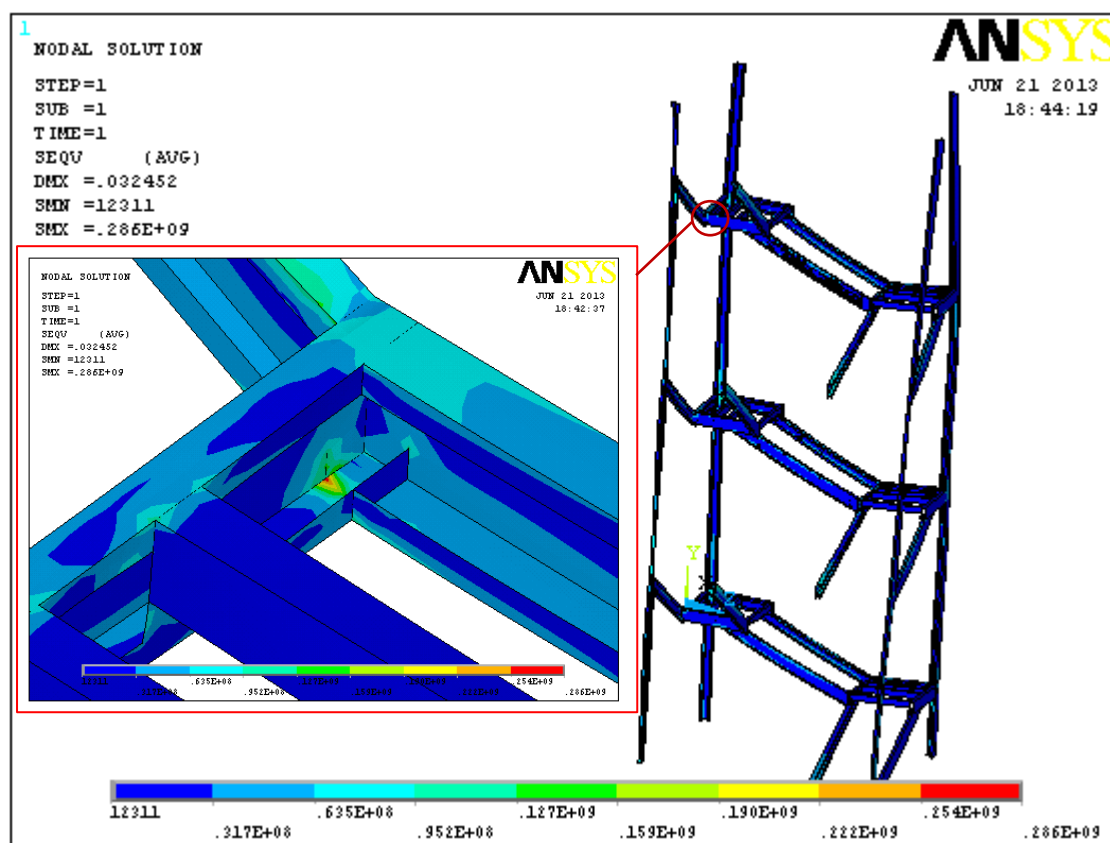 1
NODAL SOLUTION
STEP=1
SUB =1
TIME=1
SEQV (AVG)
DMX =.032452
SMN =12311
SMX =.286E+09
ANSYS
JUN 21 2013
18:44:19
NODAL SOLUTION
STEP=1
SUB =1
TIME=1
SEQV (AVG)
DMX =.032452
SMN =12311
SMX =.286E+09
ANSYS
JUN 21 2013
18:42:37
12311 .635E+08 .127E+09 .254E+09
.317E+08 .952E+08 .286E+09
Y
12311 .635E+08 .127E+09 .190E+09 .254E+09
.317E+08 .952E+08 .159E+09 .222E+09 .286E+09